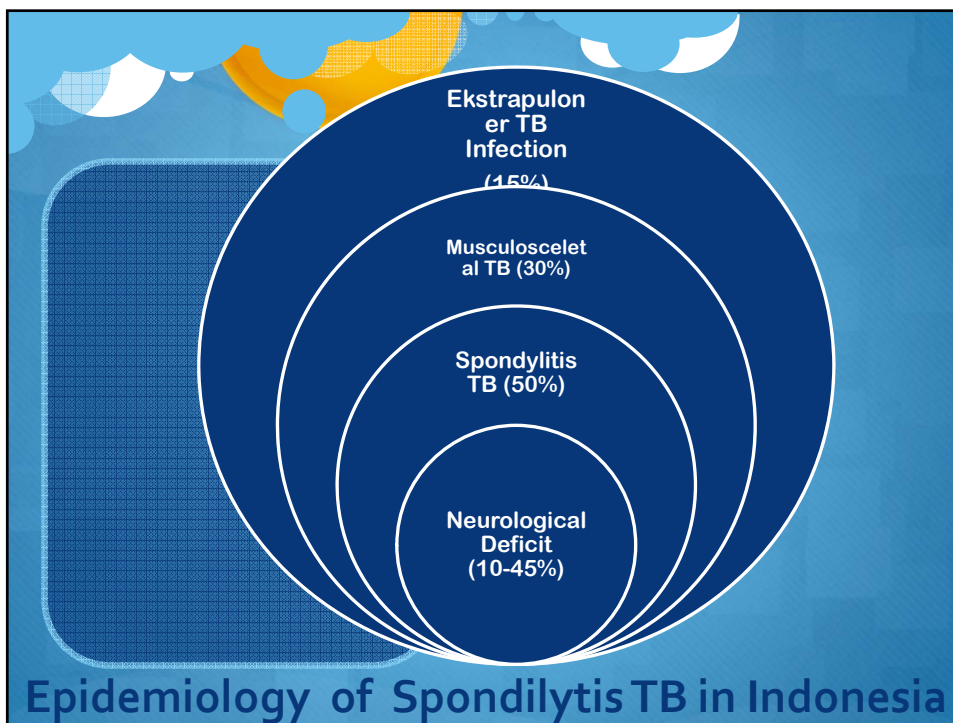 Ekstrapulon
er TB
Infection
(15%)
Musculoscelet
al TB (30%)
Spondylitis
TB (50%)
Neurological
Deficit
(10-45%)
Epidemiology of Spondilytis TB in Indonesia